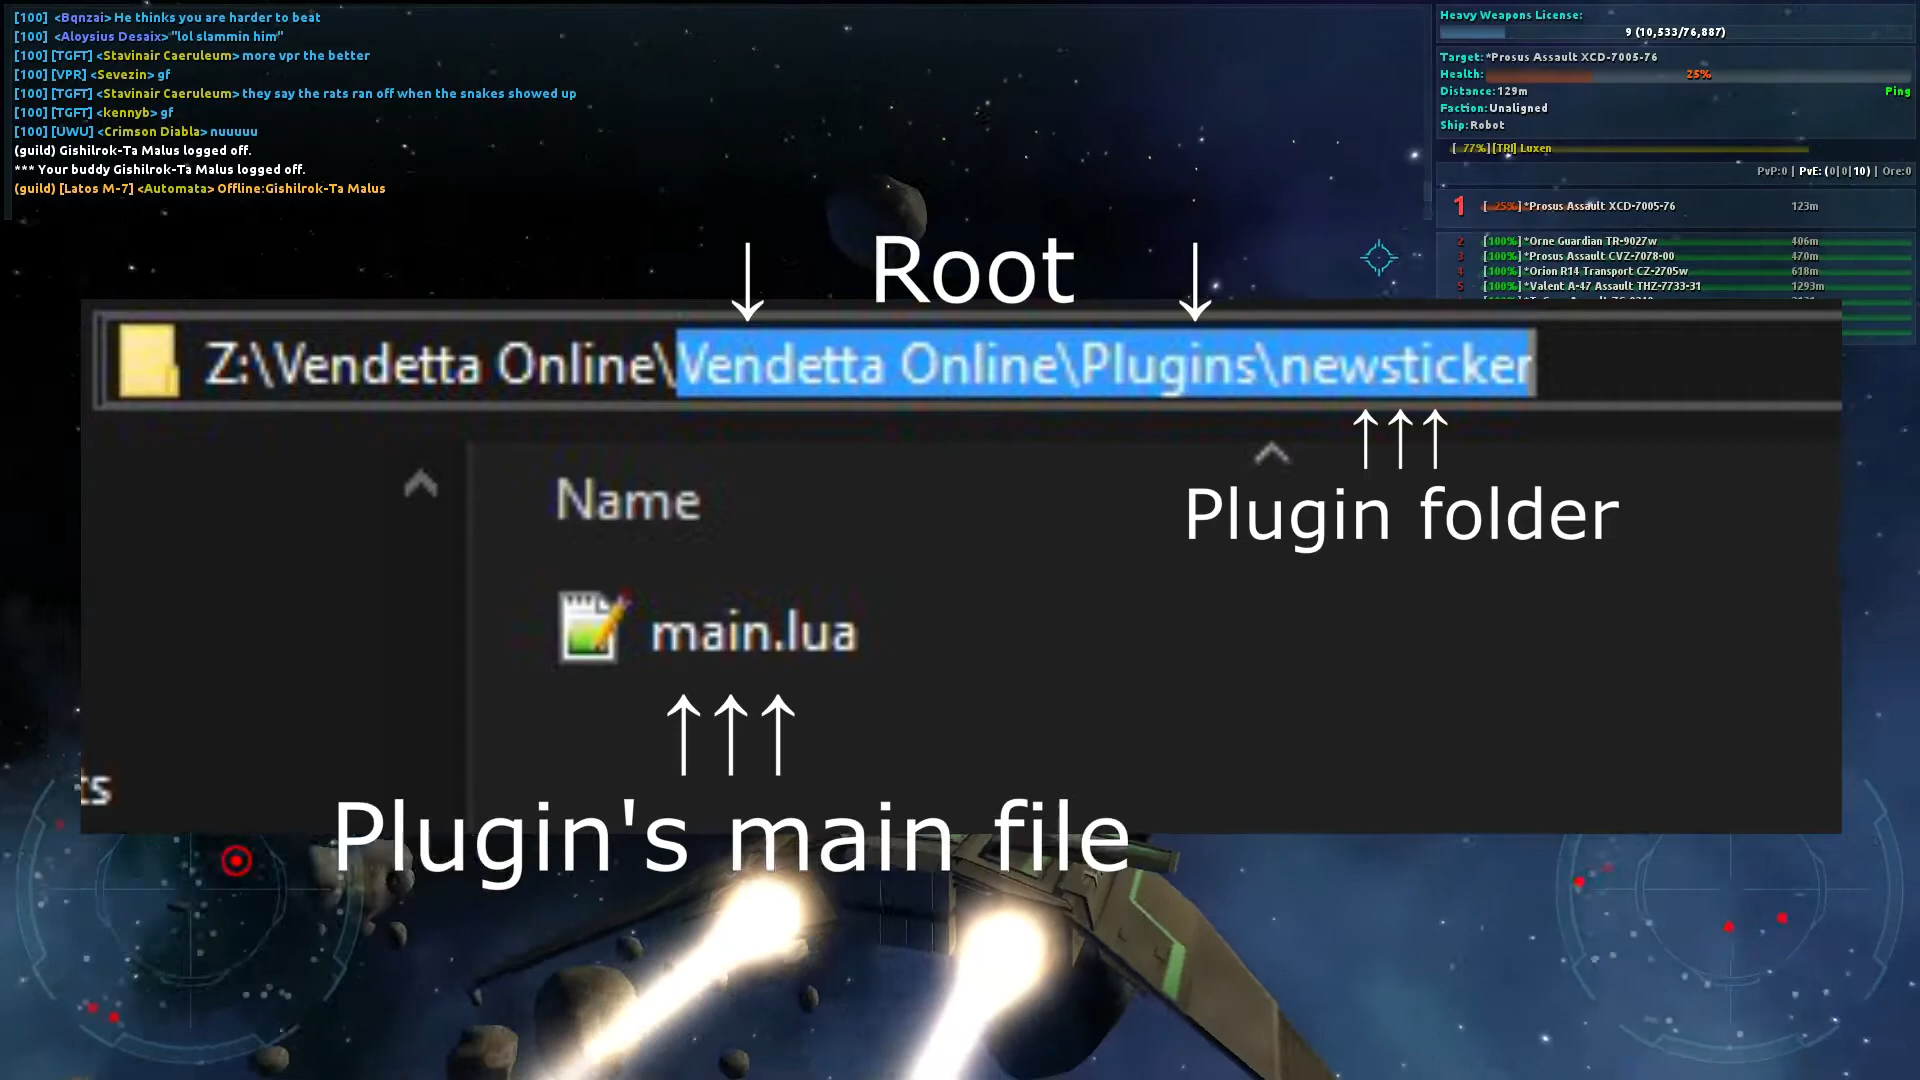 [100] <Bqnzai> He thinks you are harder to beat
[100] <Aloysius Desaix> "lol slammin him"
[100] [TGFT] <Stavinair Caeruleum> more vpr the better
[100] [VPR] <Sevezin> gf
[100] [TGFT] <Stavinair Caeruleum> they say the rats ran off when the snakes showed up
[100] [TGFT] <kennyb> gf
[100] [UWU] <Crimson Diabla> nuuuuu
(guild) Gishilrok-Ta Malus logged off.
*** Your buddy Gishilrok-Ta Malus logged off.
(guild) [Latos M-7] <Automata> Offline:Gishilrok-Ta Malus
Heavy Weapons License:
9 (10,533/76,887)
Target: *Prosus Assault XCD-7005-76
Health: 25%
Distance: 129m Ping
Faction: Unaligned
Ship: Robot
[ 77%] [TRI] Luxen
PvP:0 | PvE: (0|0|10) | Ore:0
1 [ 25%] *Prosus Assault XCD-7005-76 123m
2 [100%] *Orne Guardian TR-9027w 406m
3 [100%] *Prosus Assault CVZ-7078-00 470m
4 [100%] *Orion R14 Transport CZ-2705w 618m
5 [100%] *Valent A-47 Assault THZ-7733-31 1293m
↓ Root ↓
Z:\Vendetta Online\Vendetta Online\Plugins\newsticker
↑↑↑
Plugin folder
Name
main.lua
↑↑↑
ts
Plugin's main file